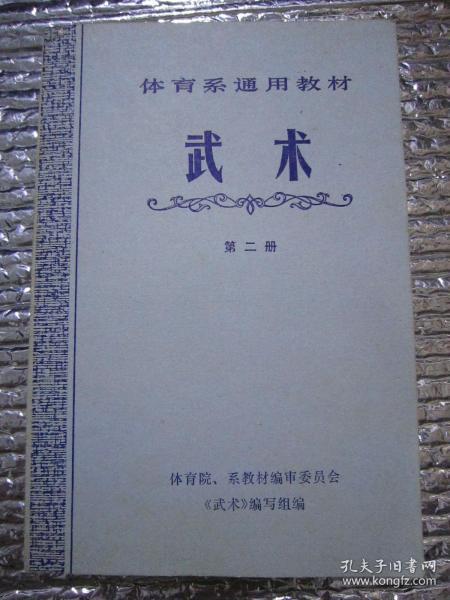 体育系通用教材
武术
第二册
体育院、系教材编审委员会
《武术》编写组编
孔夫子旧书网
www.kongfz.com